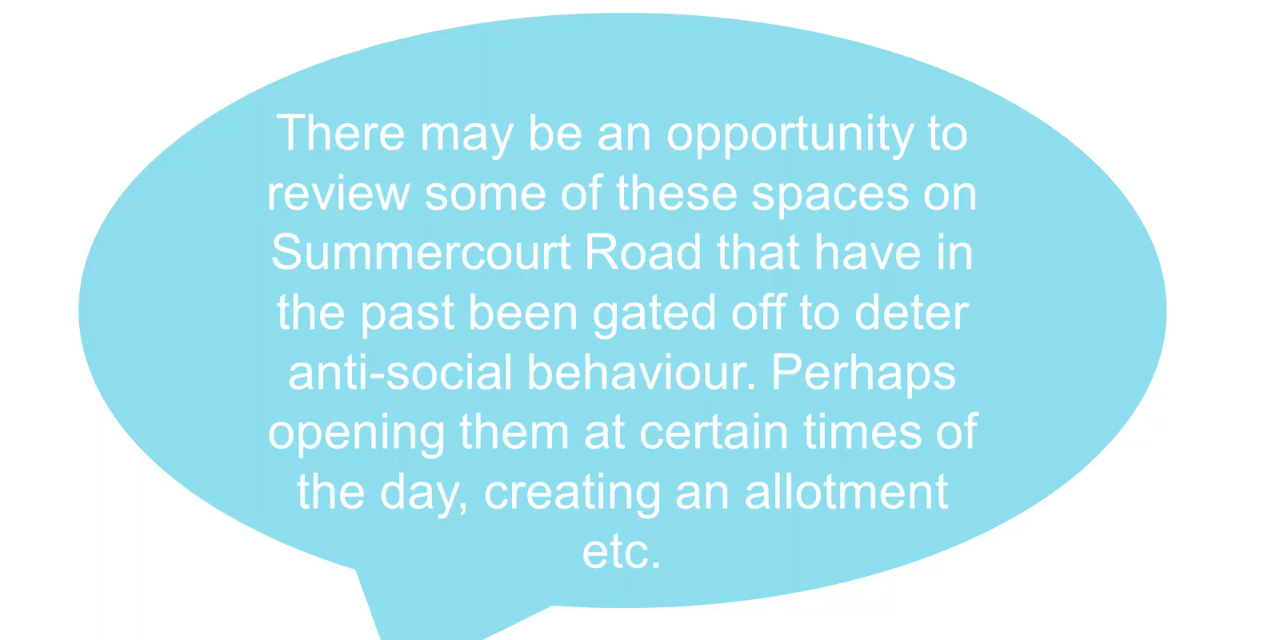 There may be an opportunity to
review some of these spaces on
Summercourt Road that have in
the past been gated off to deter
anti-social behaviour. Perhaps
opening them at certain times of
the day, creating an allotment
etc.